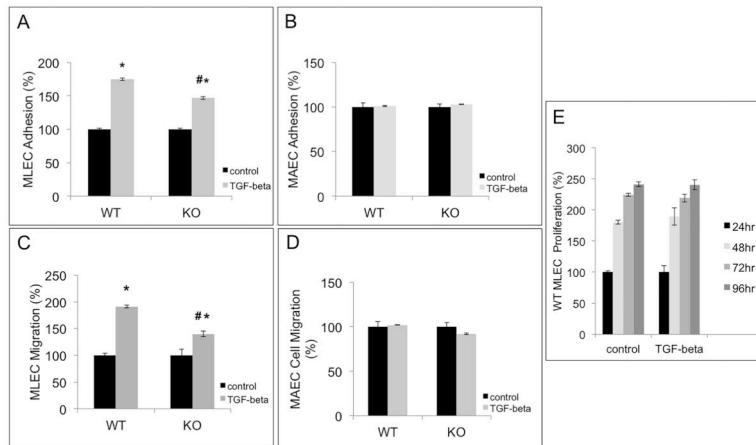 A
MLEC Adhesion (%)
200
150
100
50
0
*
#*
WT
KO
control
TGF-beta
B
MAEC Adhesion (%)
150
100
50
0
WT
KO
control
TGF-beta
C
MLEC Migration (%)
250
200
150
100
50
0
*
#*
WT
KO
control
TGF-beta
D
MAEC Cell Migration
(%)
150
100
50
0
WT
KO
control
TGF-beta
E
WT MLEC Proliferation (%)
250
200
150
100
50
0
control
TGF-beta
24hr
48hr
72hr
96hr